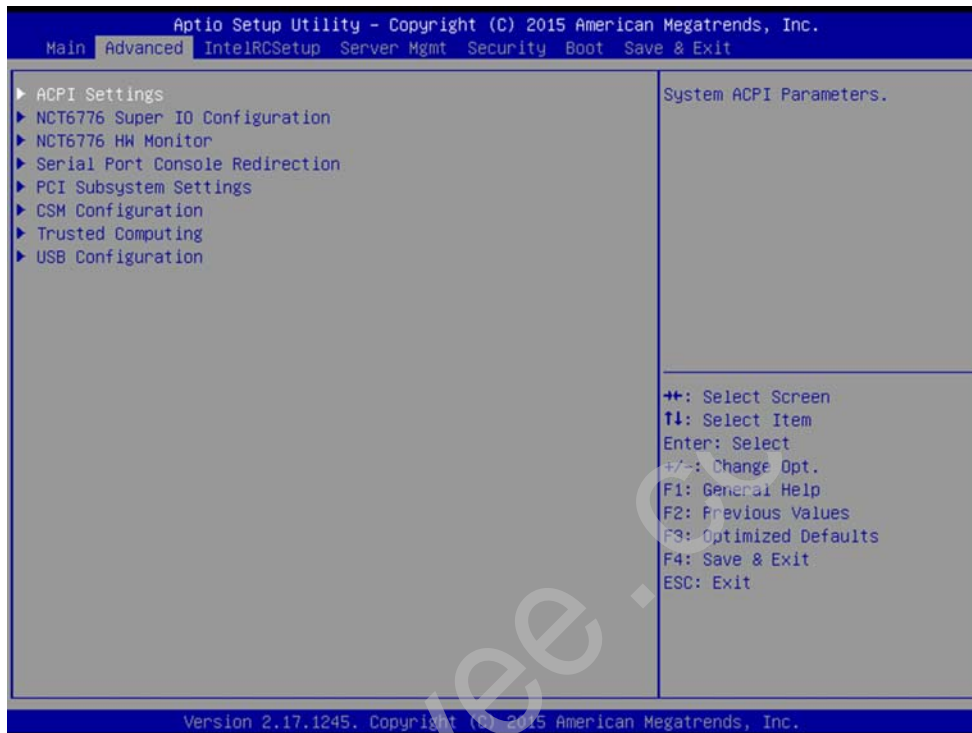 Aptio Setup Utility – Copyright (C) 2015 American Megatrends, Inc.
Main Advanced IntelRCSetup Server Mgmt Security Boot Save & Exit
ACPI Settings
NCT6776 Super IO Configuration
NCT6776 HW Monitor
Serial Port Console Redirection
PCI Subsystem Settings
CSM Configuration
Trusted Computing
USB Configuration
System ACPI Parameters.
→←: Select Screen
↑↓: Select Item
Enter: Select
+/-: Change Opt.
F1: General Help
F2: Previous Values
F3: Optimized Defaults
F4: Save & Exit
ESC: Exit
Version 2.17.1245. Copyright (C) 2015 American Megatrends, Inc.